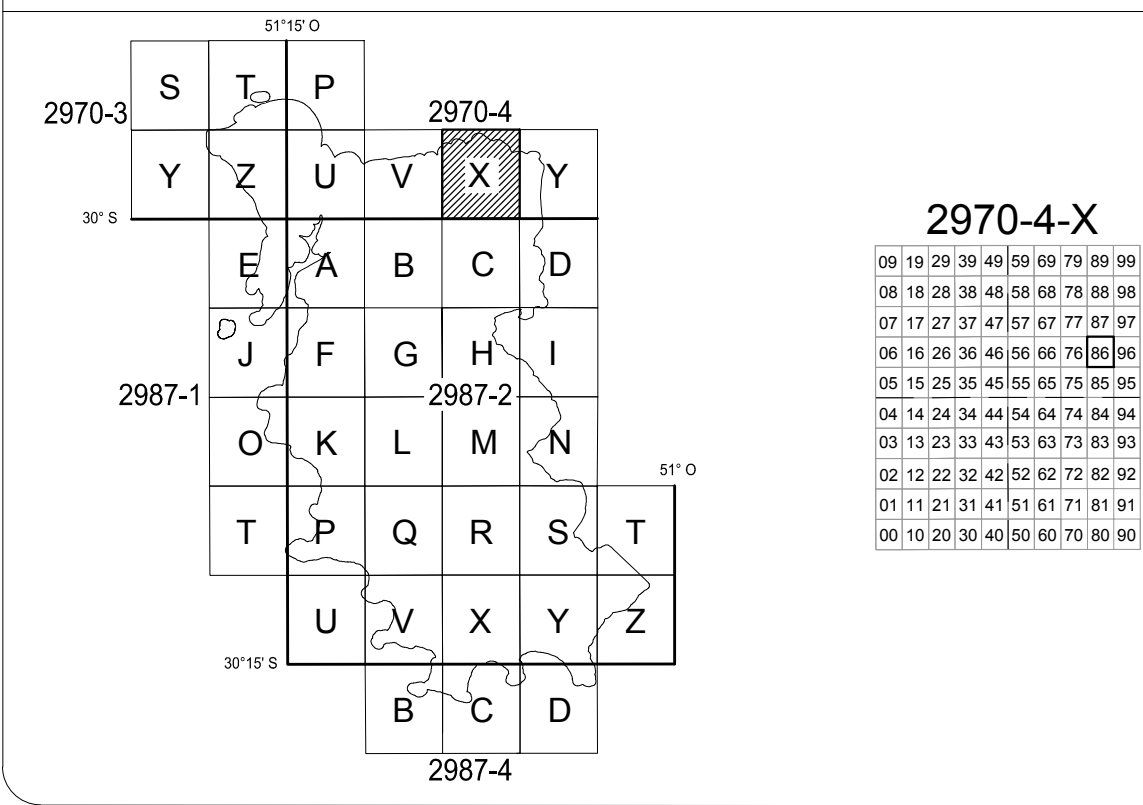 51°15' O
S T P
2970-3 2970-4
Y Z U V X Y
30° S
E A B C D
J F G H I
2987-1 2987-2
O K L M N
51° O
T P Q R S T
U V X Y Z
30°15' S
B C D
2987-4
2970-4-X
09 19 29 39 49 59 69 79 89 99
08 18 28 38 48 58 68 78 88 98
07 17 27 37 47 57 67 77 87 97
06 16 26 36 46 56 66 76 86 96
05 15 25 35 45 55 65 75 85 95
04 14 24 34 44 54 64 74 84 94
03 13 23 33 43 53 63 73 83 93
02 12 22 32 42 52 62 72 82 92
01 11 21 31 41 51 61 71 81 91
00 10 20 30 40 50 60 70 80 90